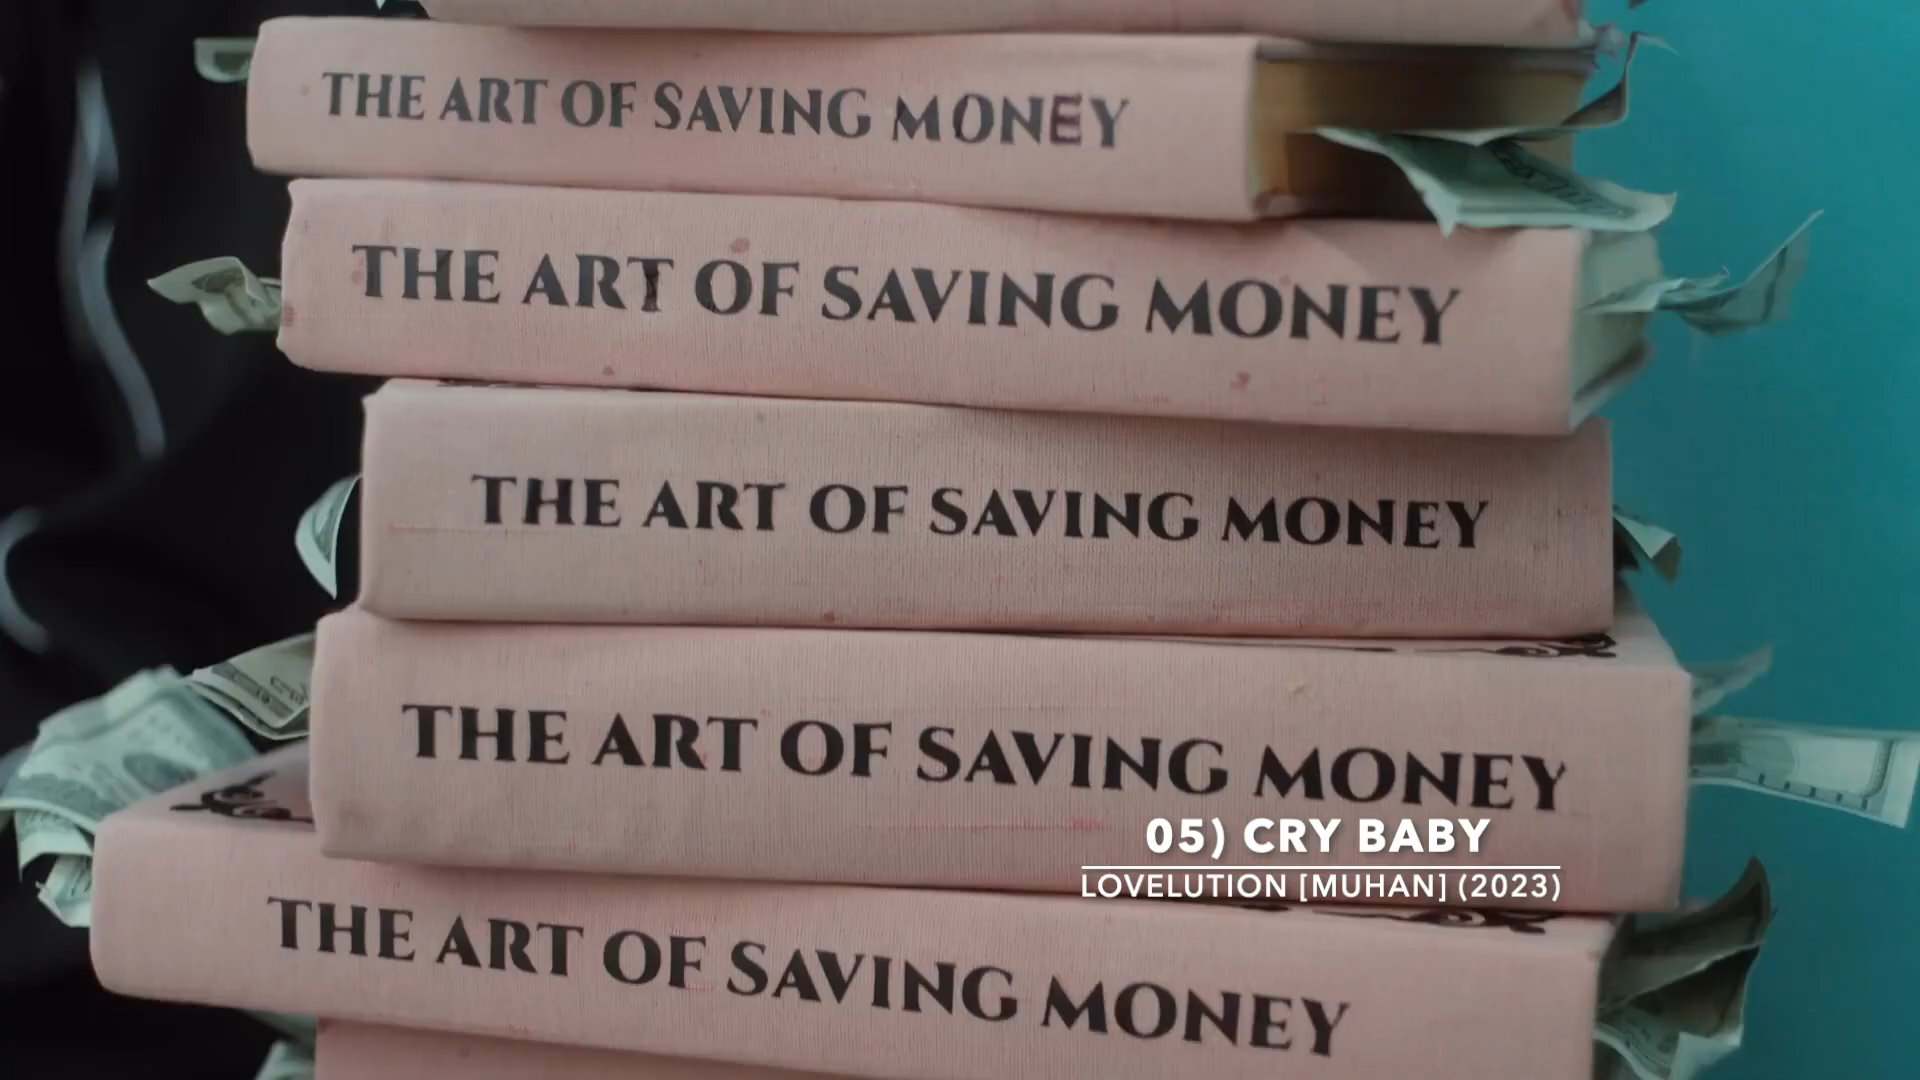 THE ART OF SAVING MONEY
THE ART OF SAVING MONEY
THE ART OF SAVING MONEY
THE ART OF SAVING MONEY
05) CRY BABY
LOVELUTION [MUHAN] (2023)
THE ART OF SAVING MONEY